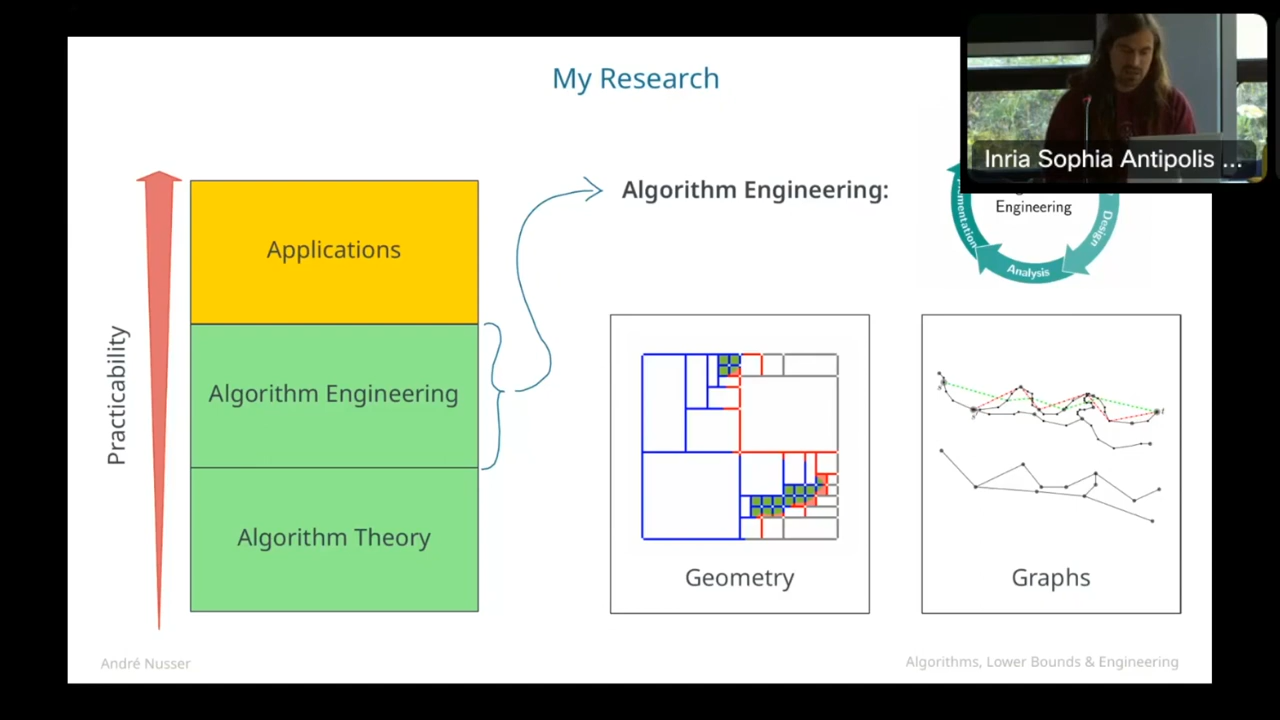 My Research
Inria Sophia Antipolis ...
Practicability
Applications
Algorithm Engineering
Algorithm Theory
Algorithm Engineering:
Engineering
Design
Analysis
Geometry
Graphs
André Nusser
Algorithms, Lower Bounds & Engineering